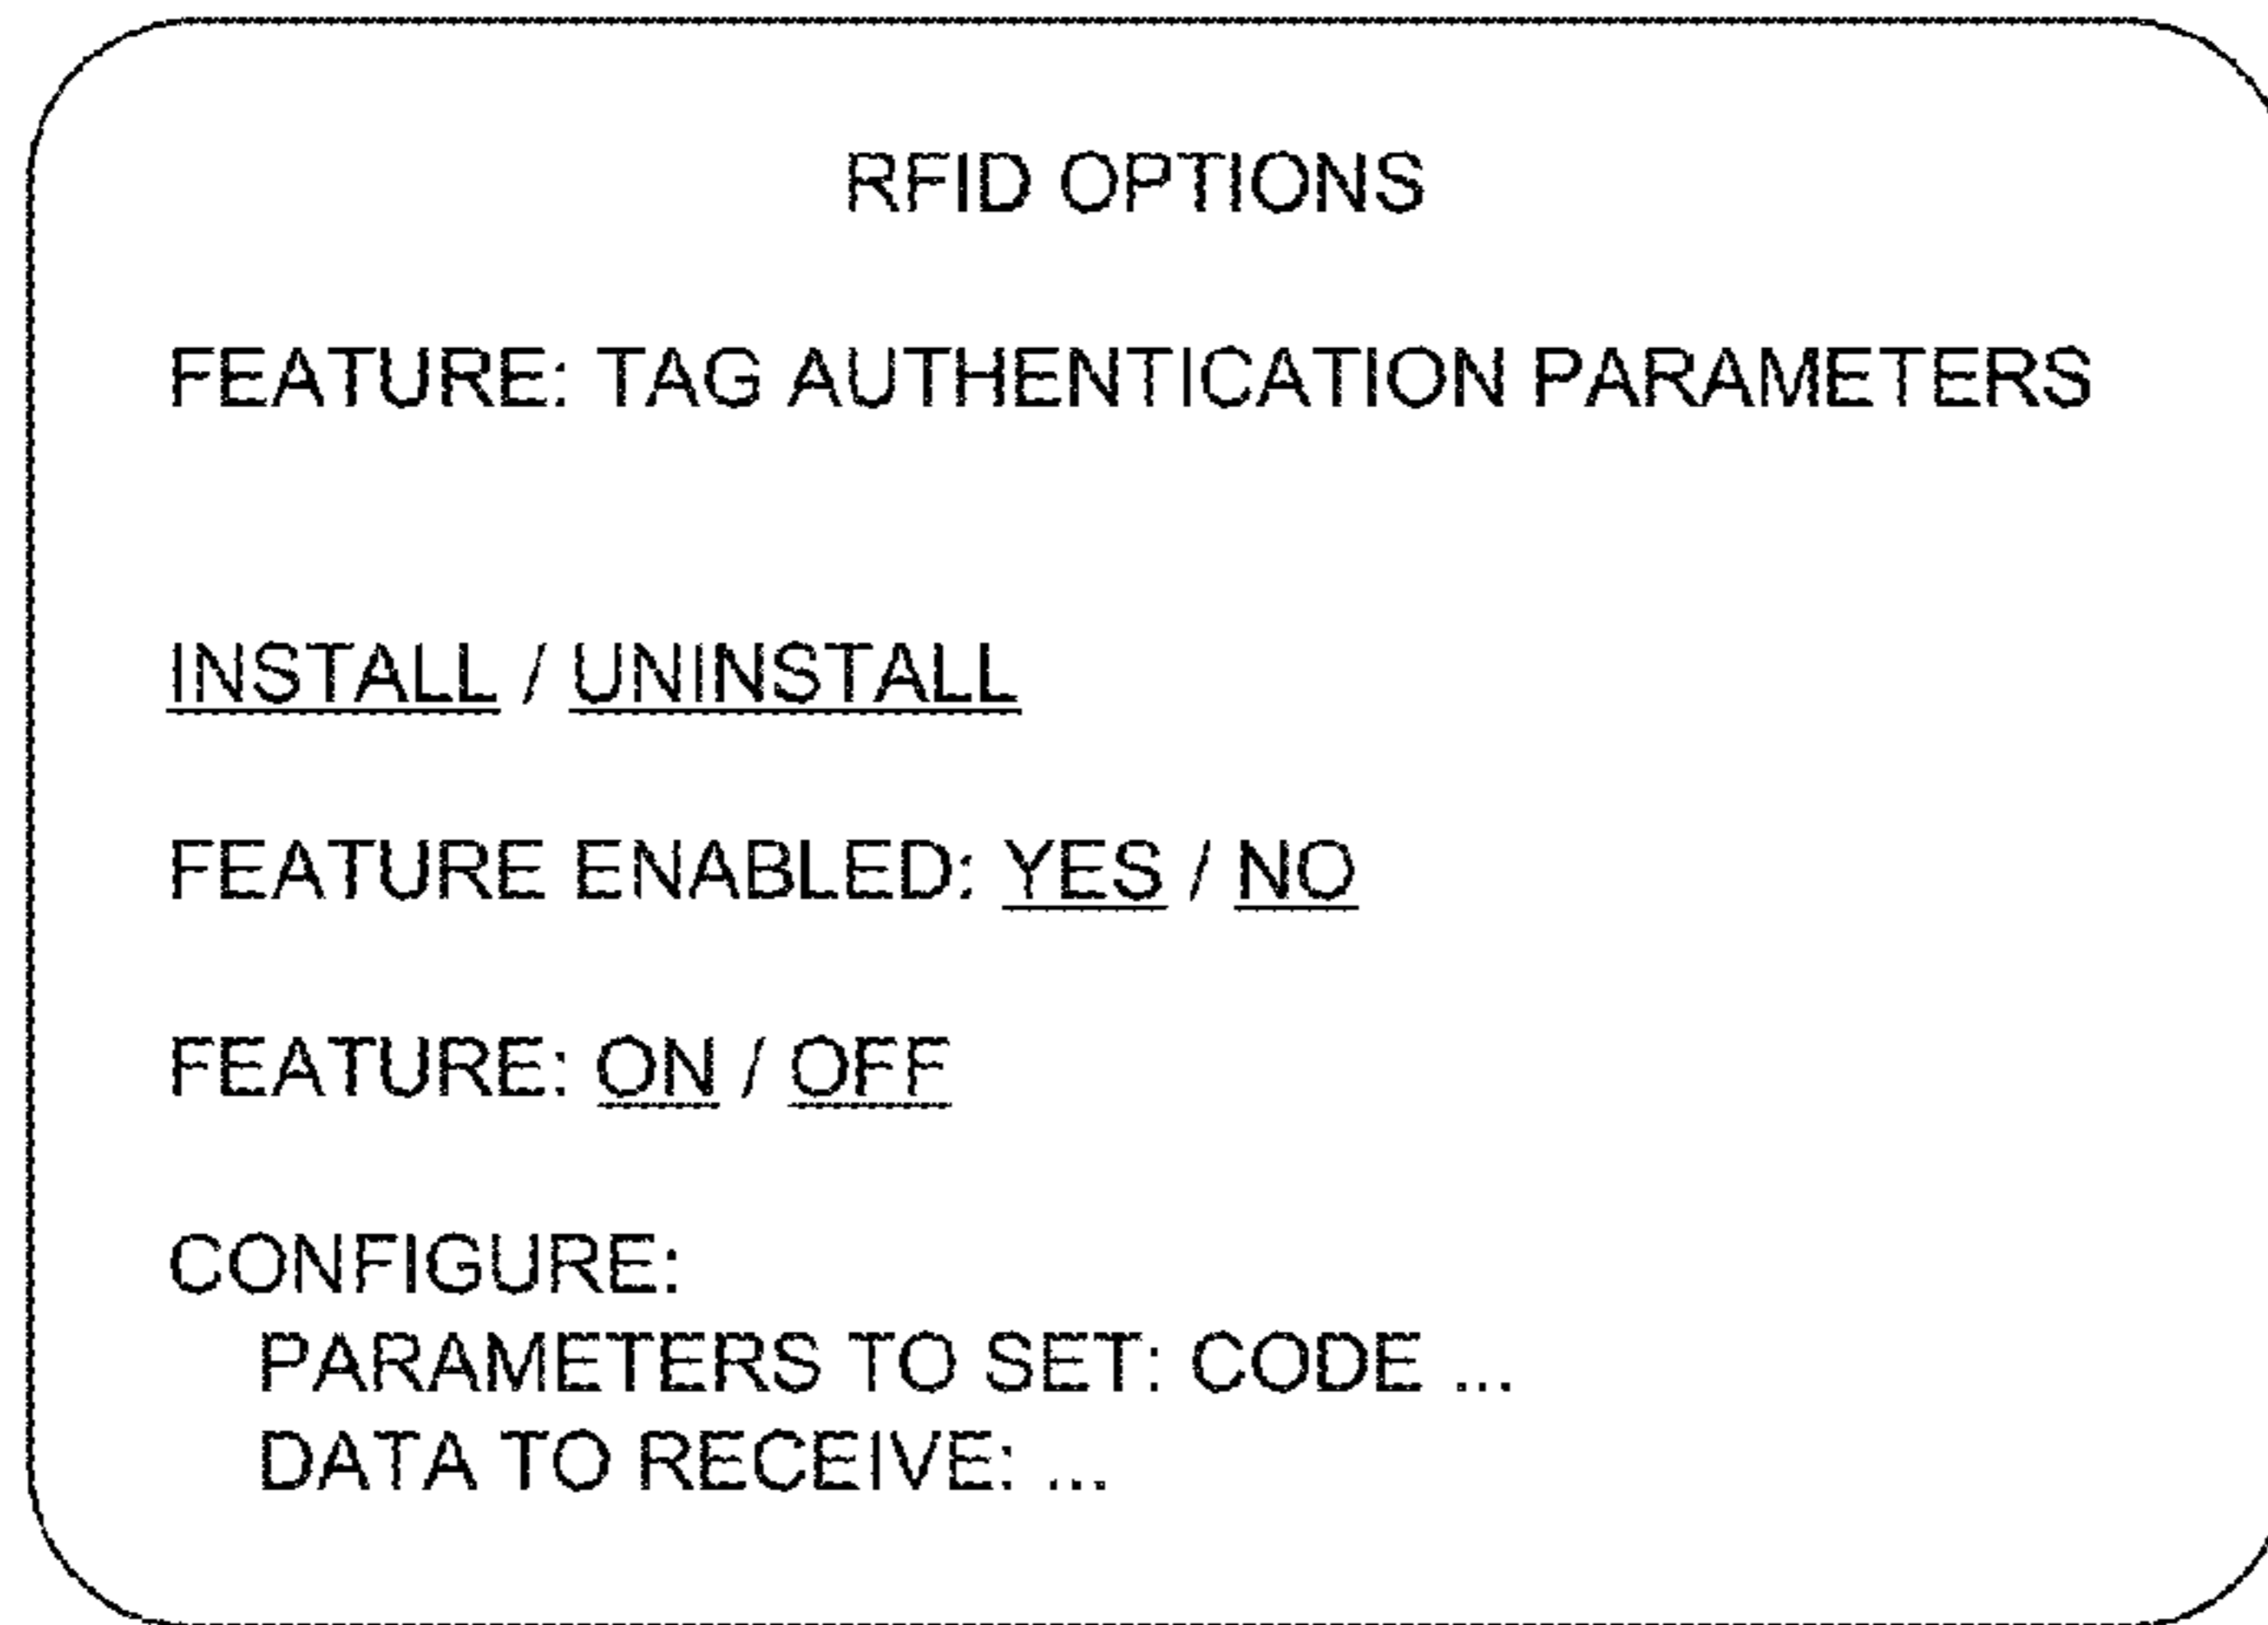 RFID OPTIONS
FEATURE: TAG AUTHENTICATION PARAMETERS
INSTALL / UNINSTALL
FEATURE ENABLED: YES / NO
FEATURE: ON / OFF
CONFIGURE:
PARAMETERS TO SET: CODE ...
DATA TO RECEIVE: ...